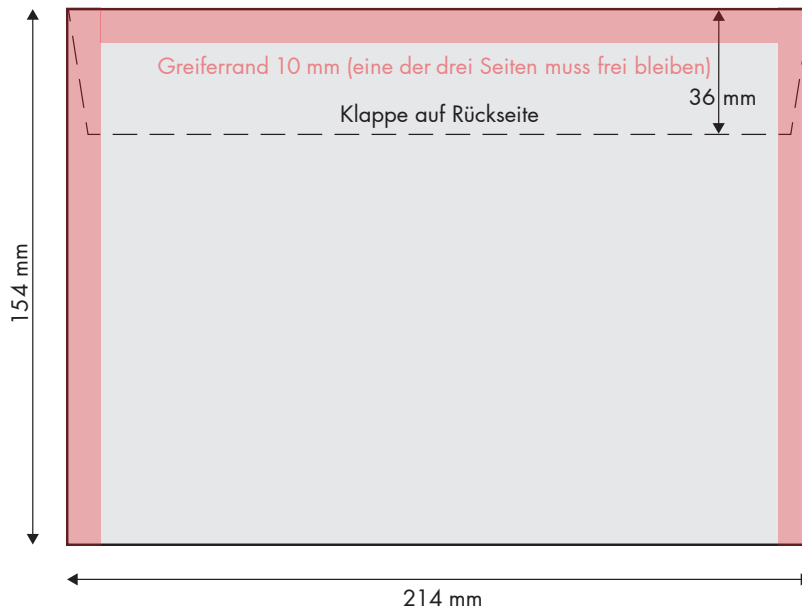 Greiferrand 10 mm (eine der drei Seiten muss frei bleiben)
36 mm
Klappe auf Rückseite
154 mm
214 mm